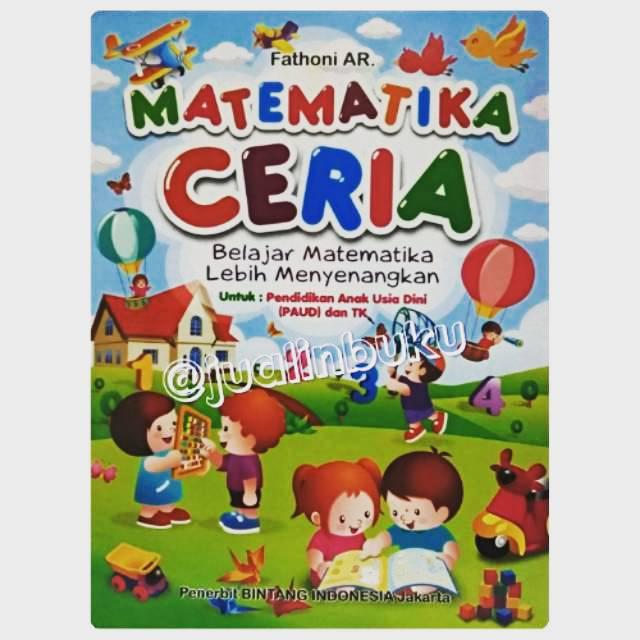 Fathoni AR.
MATEMATIKA
CERIA
Belajar Matematika
Lebih Menyenangkan
Untuk : Pendidikan Anak Usia Dini
(PAUD) dan TK
@jualinbuku
1
3
4
Penerbit BINTANG INDONESIA Jakarta